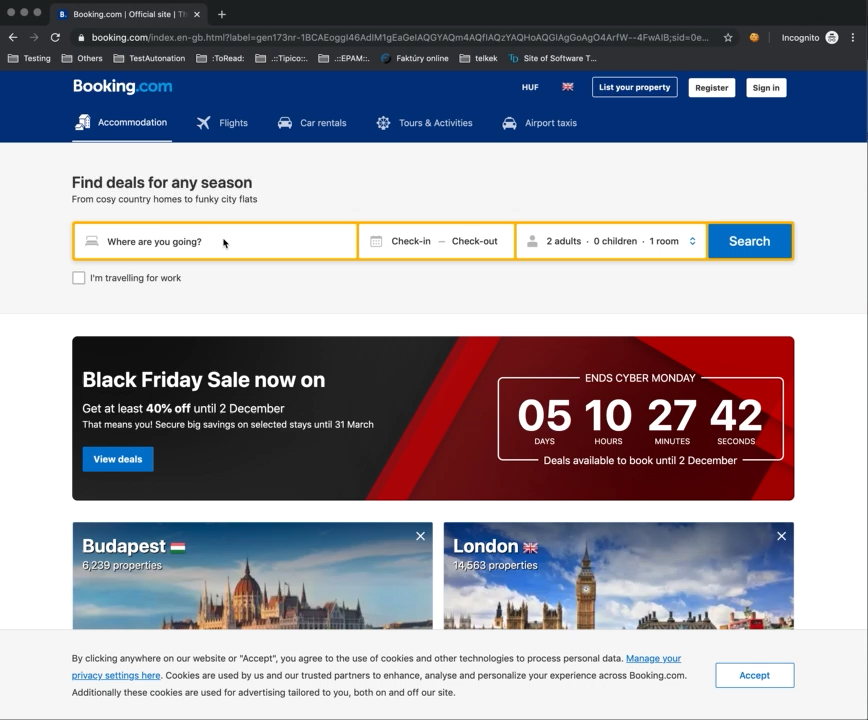 Booking.com | Official site | Th
booking.com/index.en-gb.html?label=gen173nr-1BCAEoggI46AdIM1gEaGeIAQGYAQm4AQfIAQzYAQHoAQGIAgGoAgO4ArfW--4FwAIB;sid=0e...
Incognito
Testing
Others
TestAutonation
:ToRead:
.::Tipico::.
.::EPAM::.
Faktúry online
telkek
Site of Software T...
Booking.com
HUF
List your property
Register
Sign in
Accommodation
Flights
Car rentals
Tours & Activities
Airport taxis
Find deals for any season
From cosy country homes to funky city flats
Where are you going?
Check-in — Check-out
2 adults · 0 children · 1 room
Search
I'm travelling for work
Black Friday Sale now on
Get at least 40% off until 2 December
That means you! Secure big savings on selected stays until 31 March
View deals
ENDS CYBER MONDAY
05 10 27 42
DAYS HOURS MINUTES SECONDS
Deals available to book until 2 December
Budapest
6,239 properties
London
14,563 properties
By clicking anywhere on our website or "Accept", you agree to the use of cookies and other technologies to process personal data. Manage your
privacy settings here. Cookies are used by us and our trusted partners to enhance, analyse and personalize your experience across Booking.com.
Additionally these cookies are used for advertising tailored to you, both on and off our site.
Accept